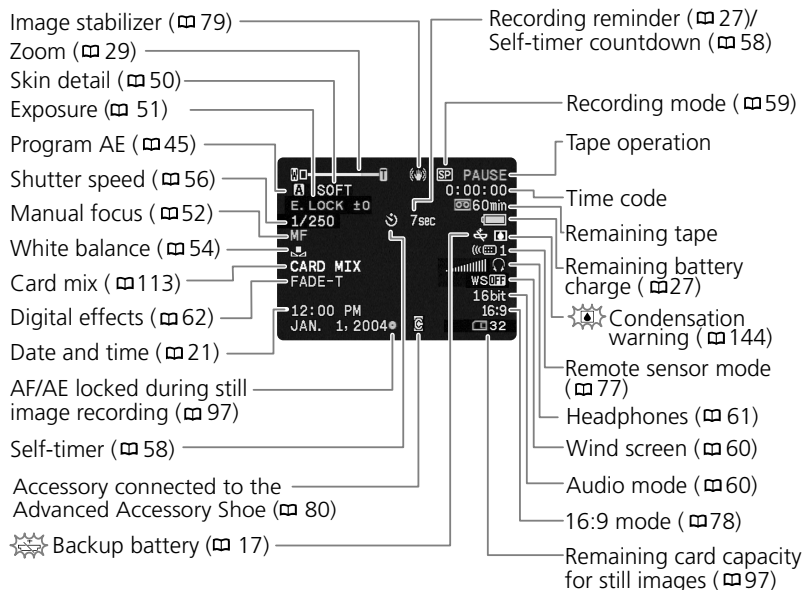 Image stabilizer ( 79)
Zoom ( 29)
Skin detail ( 50)
Exposure ( 51)
Program AE ( 45)
Shutter speed ( 56)
Manual focus ( 52)
White balance ( 54)
Card mix ( 113)
Digital effects ( 62)
Date and time ( 21)
AF/AE locked during still
image recording ( 97)
Self-timer ( 58)
Accessory connected to the
Advanced Accessory Shoe ( 80)
Backup battery ( 17)
W T SP PAUSE
A SOFT 0:00:00
E.LOCK ±0 60min
1/250 7sec
MF
1
CARD MIX
FADE-T WS OFF
16bit
12:00 PM 16:9
JAN. 1, 2004 C 32
Recording reminder ( 27)/
Self-timer countdown ( 58)
Recording mode ( 59)
Tape operation
Time code
Remaining tape
Remaining battery
charge ( 27)
Condensation
warning ( 144)
Remote sensor mode
( 77)
Headphones ( 61)
Wind screen ( 60)
Audio mode ( 60)
16:9 mode ( 78)
Remaining card capacity
for still images ( 97)